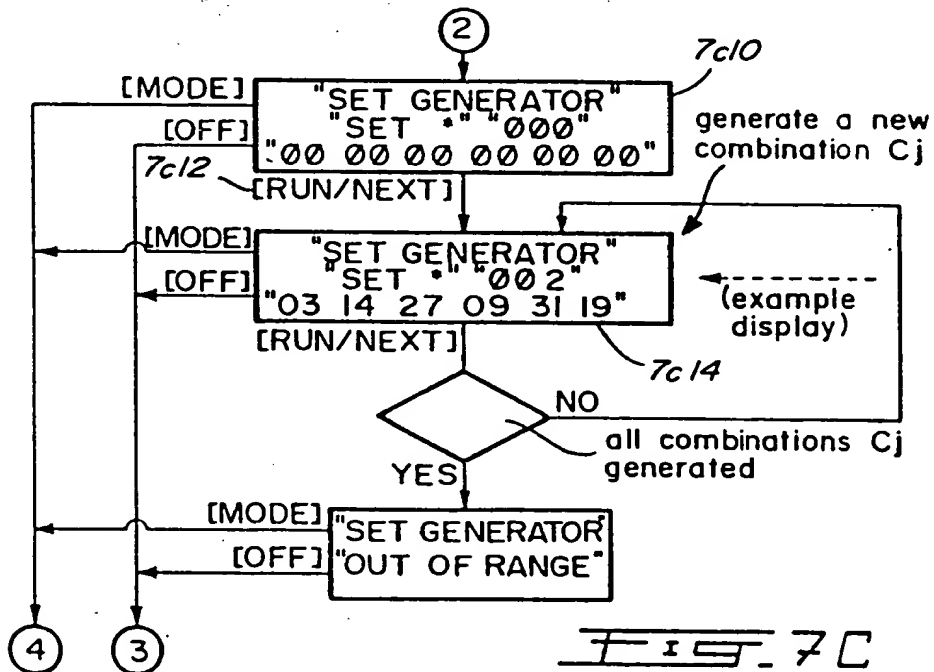 2
7c10
[MODE]
"SET GENERATOR"
[OFF]
"SET *" "000"
".00 00 00 00 00 00 00"
generate a new
combination Cj
7c12
[RUN/NEXT]
[MODE]
"SET GENERATOR"
[OFF]
"SET *" "002"
"03 14 27 09 31 19"
(example
display)
[RUN/NEXT]
7c14
NO
all combinations Cj
generated
YES
[MODE]
"SET GENERATOR"
[OFF]
"OUT OF RANGE"
4
3
FIG. 7C